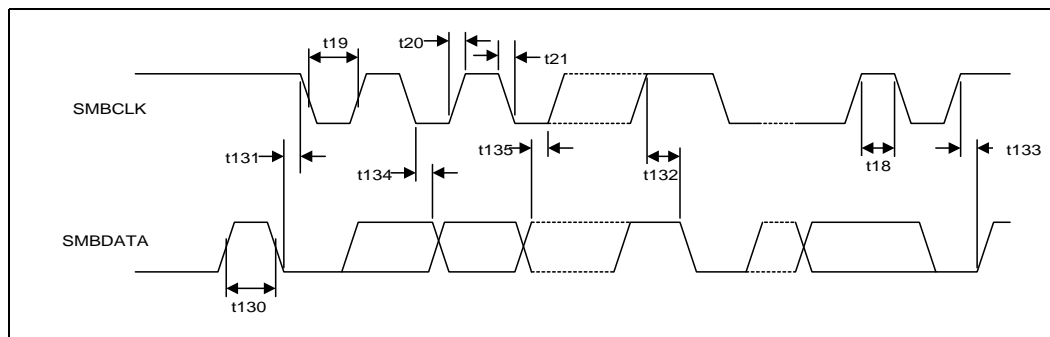 t19
t20
t21
SMBCLK
t131
t135
t133
t134
t132
t18
SMBDATA
t130